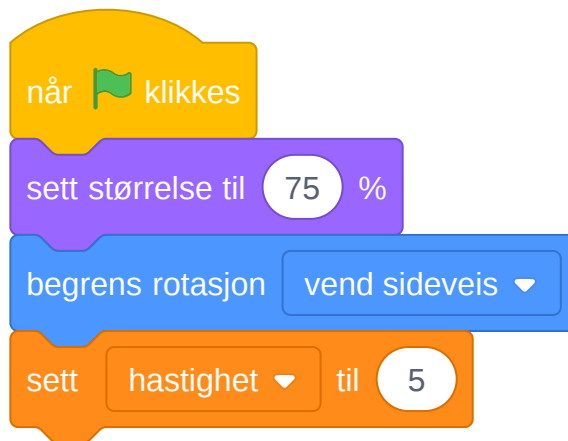 når klikkes
sett størrelse til 75 %
begrens rotasjon vend sideveis
sett hastighet til 5